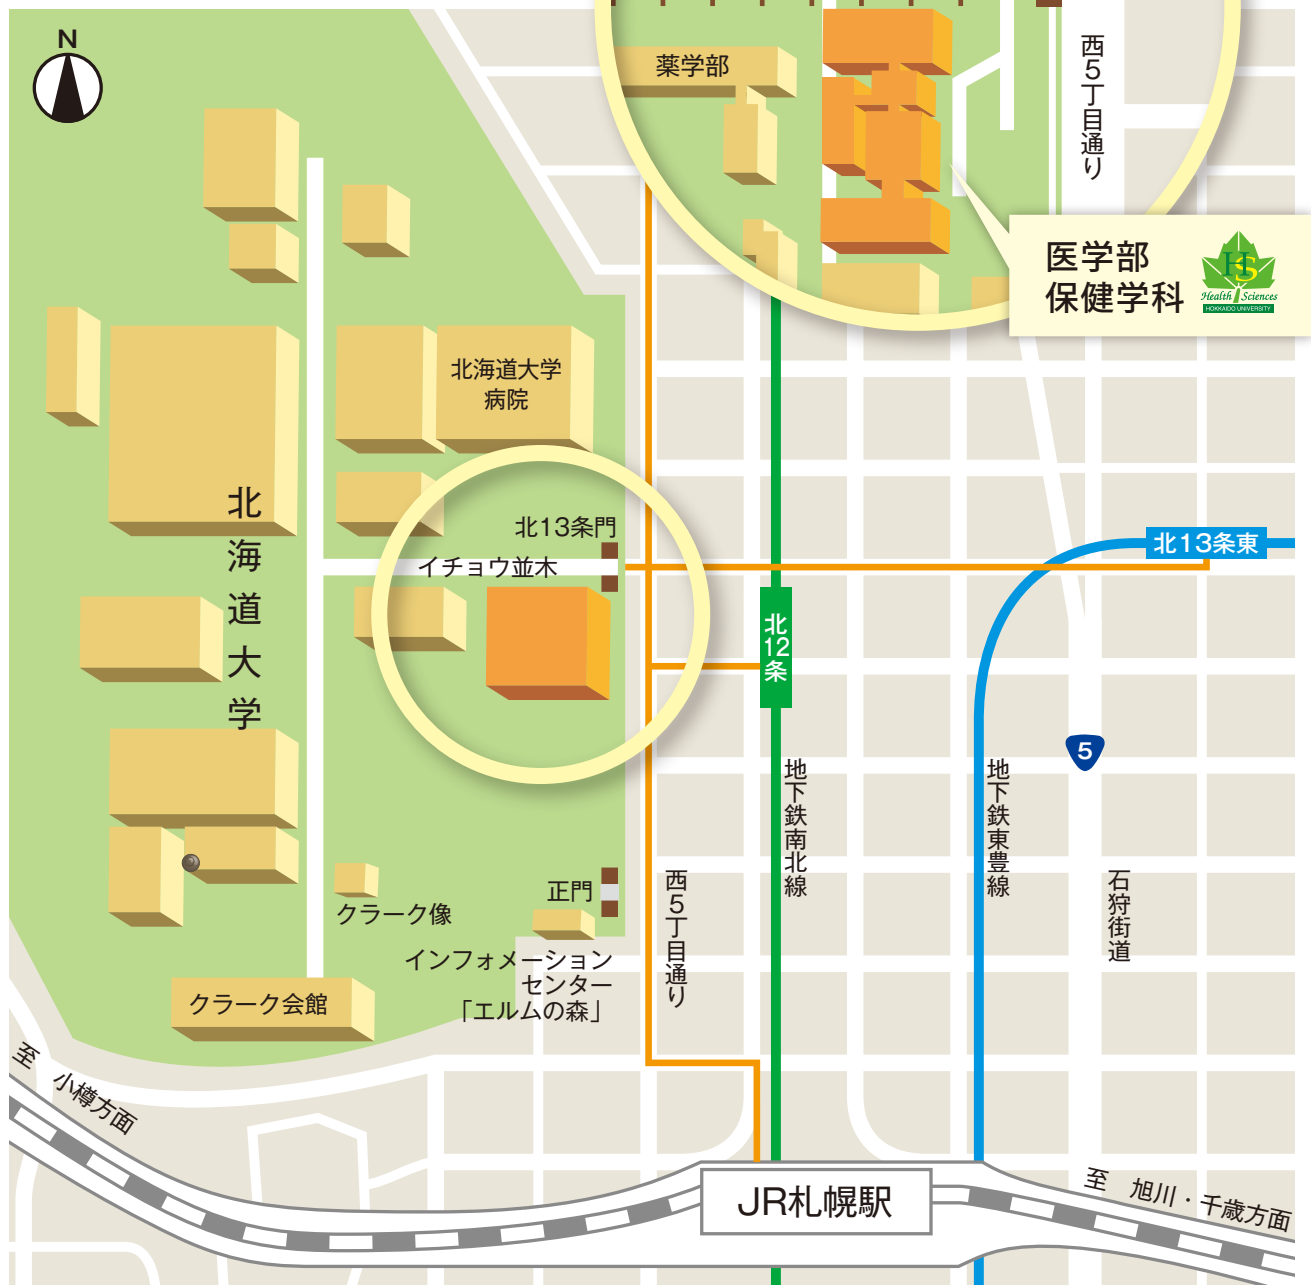 N
薬学部
西5丁目通り
医学部
保健学科
HS
Health Sciences
HOKKAIDO UNIVERSITY
北海道大学
病院
北海道大学
北13条門
イチョウ並木
北13条東
北12条
5
地下鉄南北線
地下鉄東豊線
石狩街道
西5丁目通り
正門
クラーク像
インフォメーション
センター
「エルムの森」
クラーク会館
至 小樽方面
JR札幌駅
至 旭川・千歳方面